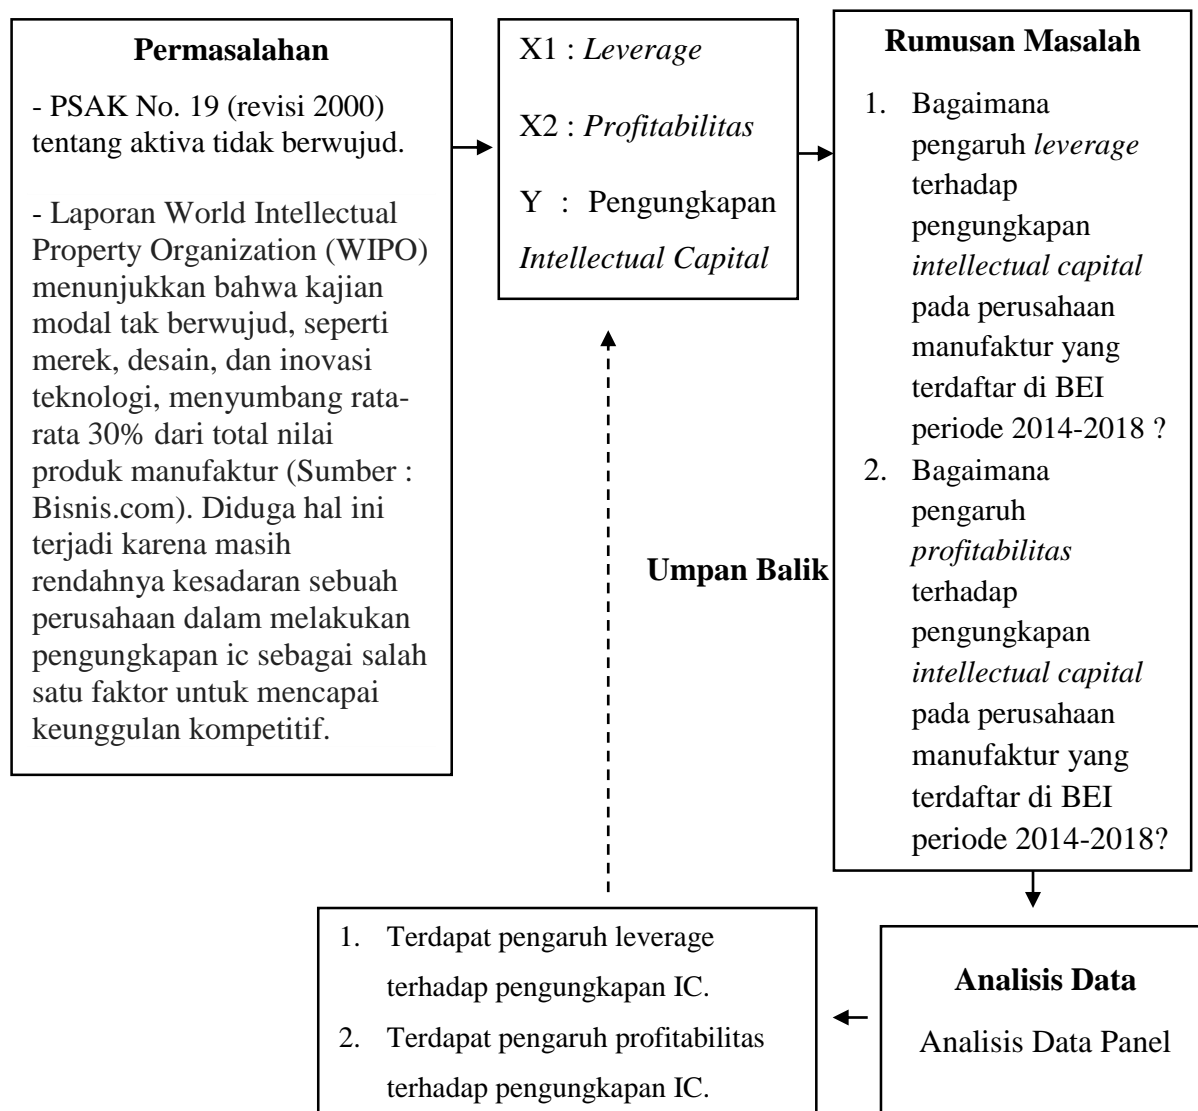 Permasalahan
- PSAK No. 19 (revisi 2000)
tentang aktiva tidak berwujud.
- Laporan World Intellectual
Property Organization (WIPO)
menunjukkan bahwa kajian
modal tak berwujud, seperti
merek, desain, dan inovasi
teknologi, menyumbang rata-
rata 30% dari total nilai
produk manufaktur (Sumber :
Bisnis.com). Diduga hal ini
terjadi karena masih
rendahnya kesadaran sebuah
perusahaan dalam melakukan
pengungkapan ic sebagai salah
satu faktor untuk mencapai
keunggulan kompetitif.
X1 : Leverage
X2 : Profitabilitas
Y : Pengungkapan
Intellectual Capital
Rumusan Masalah
1. Bagaimana
pengaruh leverage
terhadap
pengungkapan
intellectual capital
pada perusahaan
manufaktur yang
terdaftar di BEI
periode 2014-2018 ?
2. Bagaimana
pengaruh
profitabilitas
terhadap
pengungkapan
intellectual capital
pada perusahaan
manufaktur yang
terdaftar di BEI
periode 2014-2018?
Umpan Balik
Analisis Data
Analisis Data Panel
1. Terdapat pengaruh leverage
terhadap pengungkapan IC.
2. Terdapat pengaruh profitabilitas
terhadap pengungkapan IC.